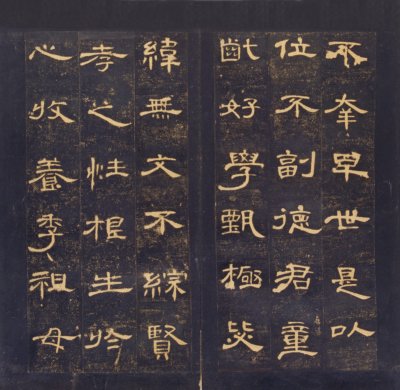 不幸早世是以
位不副德君童
齔好學甄極毖
緯無文不綜賢
孝之性根生於
心收養季祖母